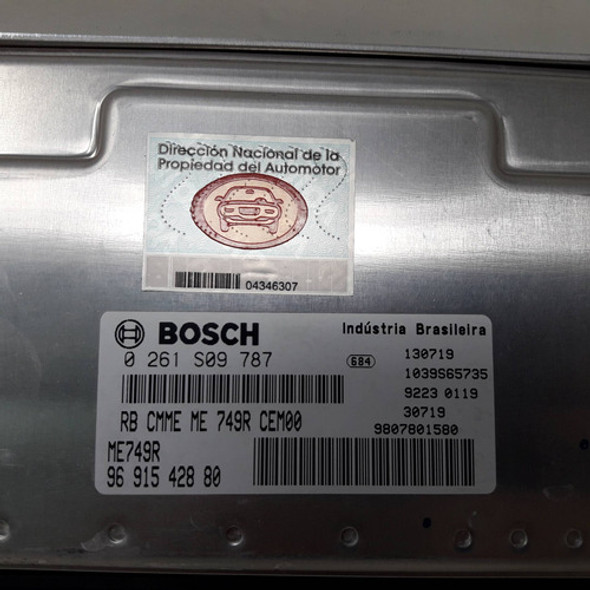 Dirección Nacional de la
Propiedad del Automotor
04346307
BOSCH
Indústria Brasileira
0 261 S09 787
684
130719
1039S65735
9223 0119
30719
9807801580
RB CMME ME 749R CEM00
ME749R
96 915 428 80